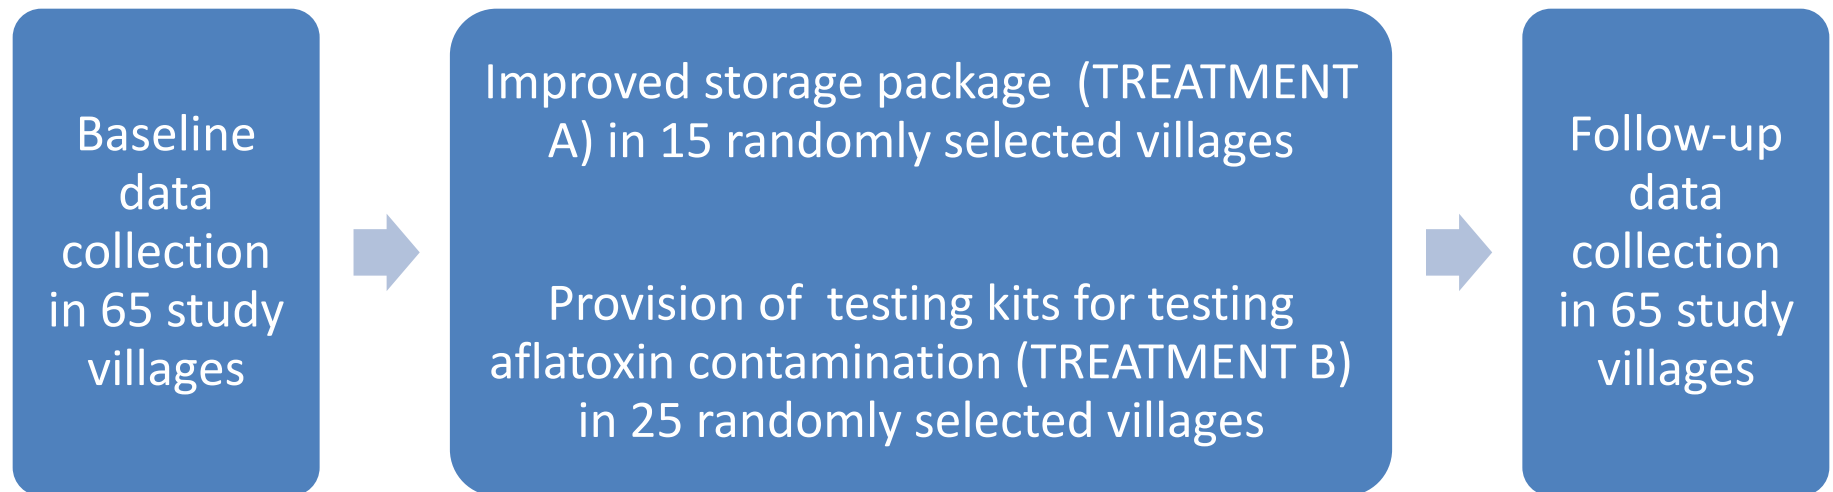 Baseline
data
collection
in 65 study
villages
Improved storage package  (TREATMENT
A) in 15 randomly selected villages
Provision of  testing kits for testing
aflatoxin contamination (TREATMENT B)
in 25 randomly selected villages
Follow-up
data
collection
in 65 study
villages